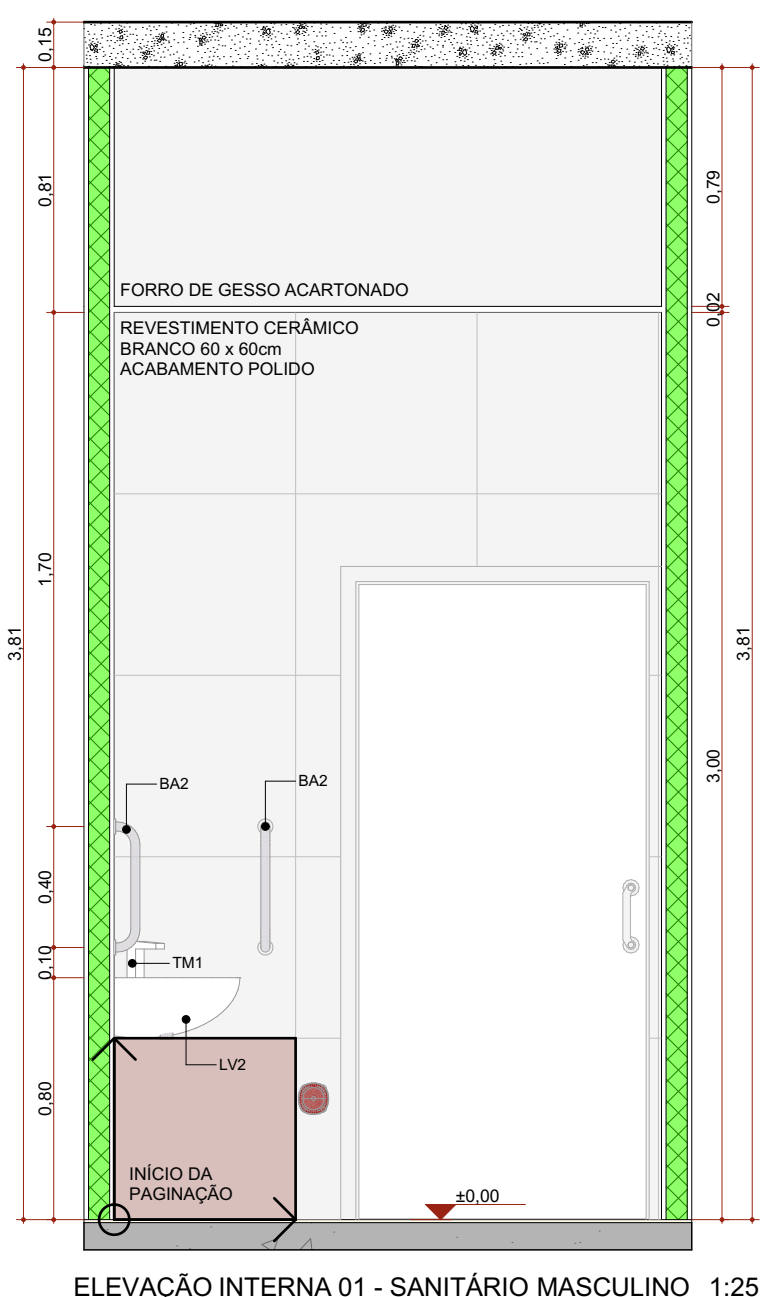 0,15
0,81
0,79
FORRO DE GESSO ACARTONADO
0,02
REVESTIMENTO CERÂMICO
BRANCO 60 x 60cm
ACABAMENTO POLIDO
1,70
3,81
3,81
3,00
BA2
BA2
0,40
0,10
TM1
LV2
0,80
INÍCIO DA
PAGINAÇÃO
±0,00
ELEVAÇÃO INTERNA 01 - SANITÁRIO MASCULINO 1:25